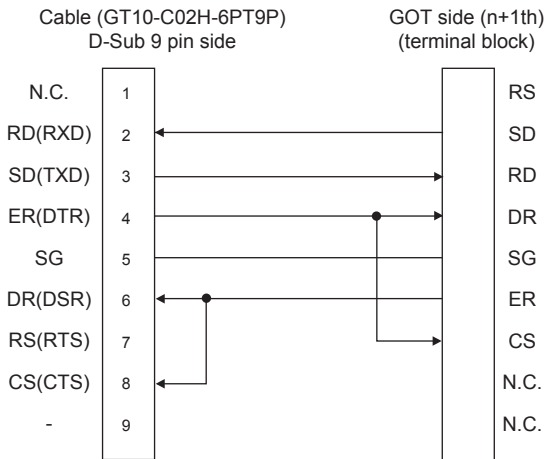 Cable (GT10-C02H-6PT9P)
D-Sub 9 pin side
GOT side (n+1th)
(terminal block)
N.C. 1 RS
RD(RXD) 2 SD
SD(TXD) 3 RD
ER(DTR) 4 DR
SG 5 SG
DR(DSR) 6 ER
RS(RTS) 7 CS
CS(CTS) 8 N.C.
- 9 N.C.